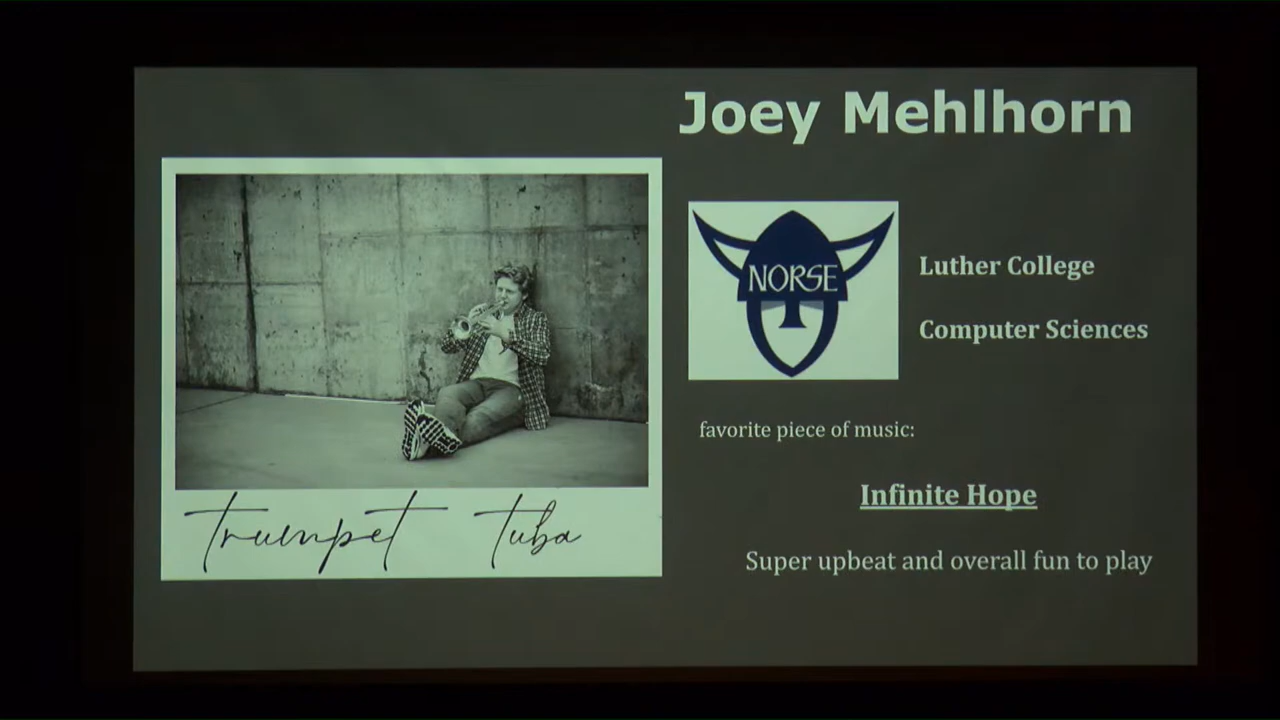 Joey Mehlhorn
NORSE
Luther College
Computer Sciences
favorite piece of music:
Infinite Hope
Super upbeat and overall fun to play
trumpet tuba